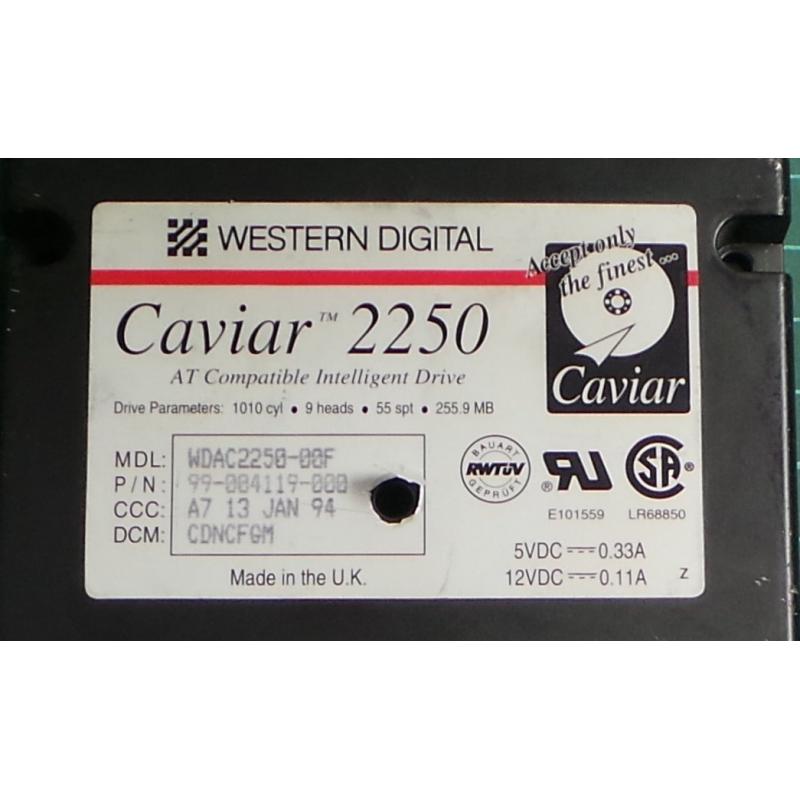 WESTERN DIGITAL
Accept only
the finest ...
Caviar™ 2250
AT Compatible Intelligent Drive
Caviar
Drive Parameters: 1010 cyl • 9 heads • 55 spt • 255.9 MB
MDL: WDAC2250-00F
P/N: 99-004119-000
CCC: A7 13 JAN 94
DCM: CDNCFGM
BAUART
RWTÜV
GEPRÜFT
® UR
SA ®
E101559 LR68850
5VDC ⎓ 0.33A
Made in the U.K.
12VDC ⎓ 0.11A Z